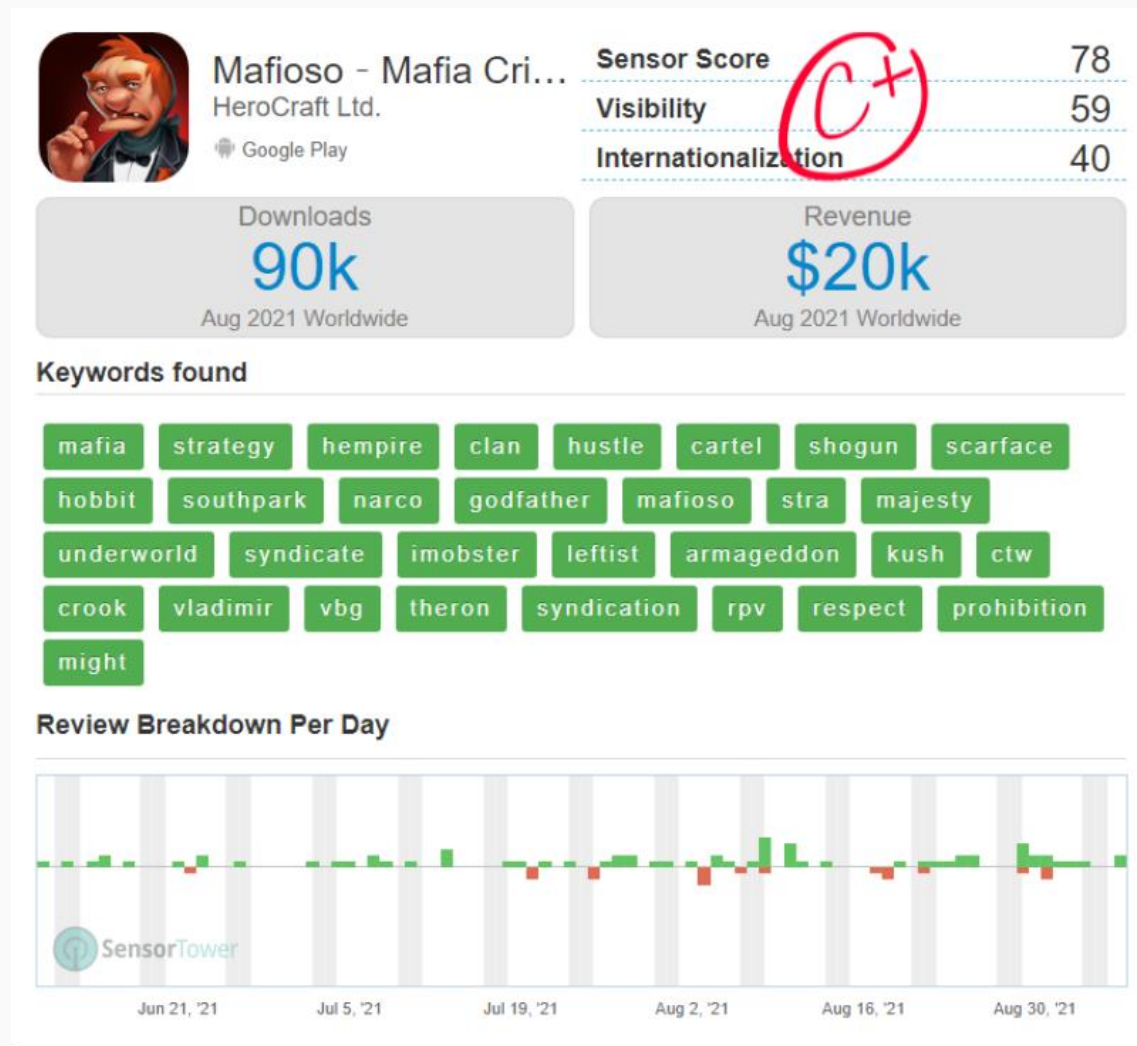 Mafioso - Mafia Cri...
HeroCraft Ltd.
Google Play
Sensor Score 78
Visibility 59
Internationalization 40
C+
Downloads
90k
Aug 2021 Worldwide
Revenue
$20k
Aug 2021 Worldwide
Keywords found
mafia strategy hempire clan hustle cartel shogun scarface
hobbit southpark narco godfather mafioso stra majesty
underworld syndicate imobster leftist armageddon kush ctw
crook vladimir vbg theron syndication rpv respect prohibition
might
Review Breakdown Per Day
SensorTower
Jun 21, '21 Jul 5, '21 Jul 19, '21 Aug 2, '21 Aug 16, '21 Aug 30, '21